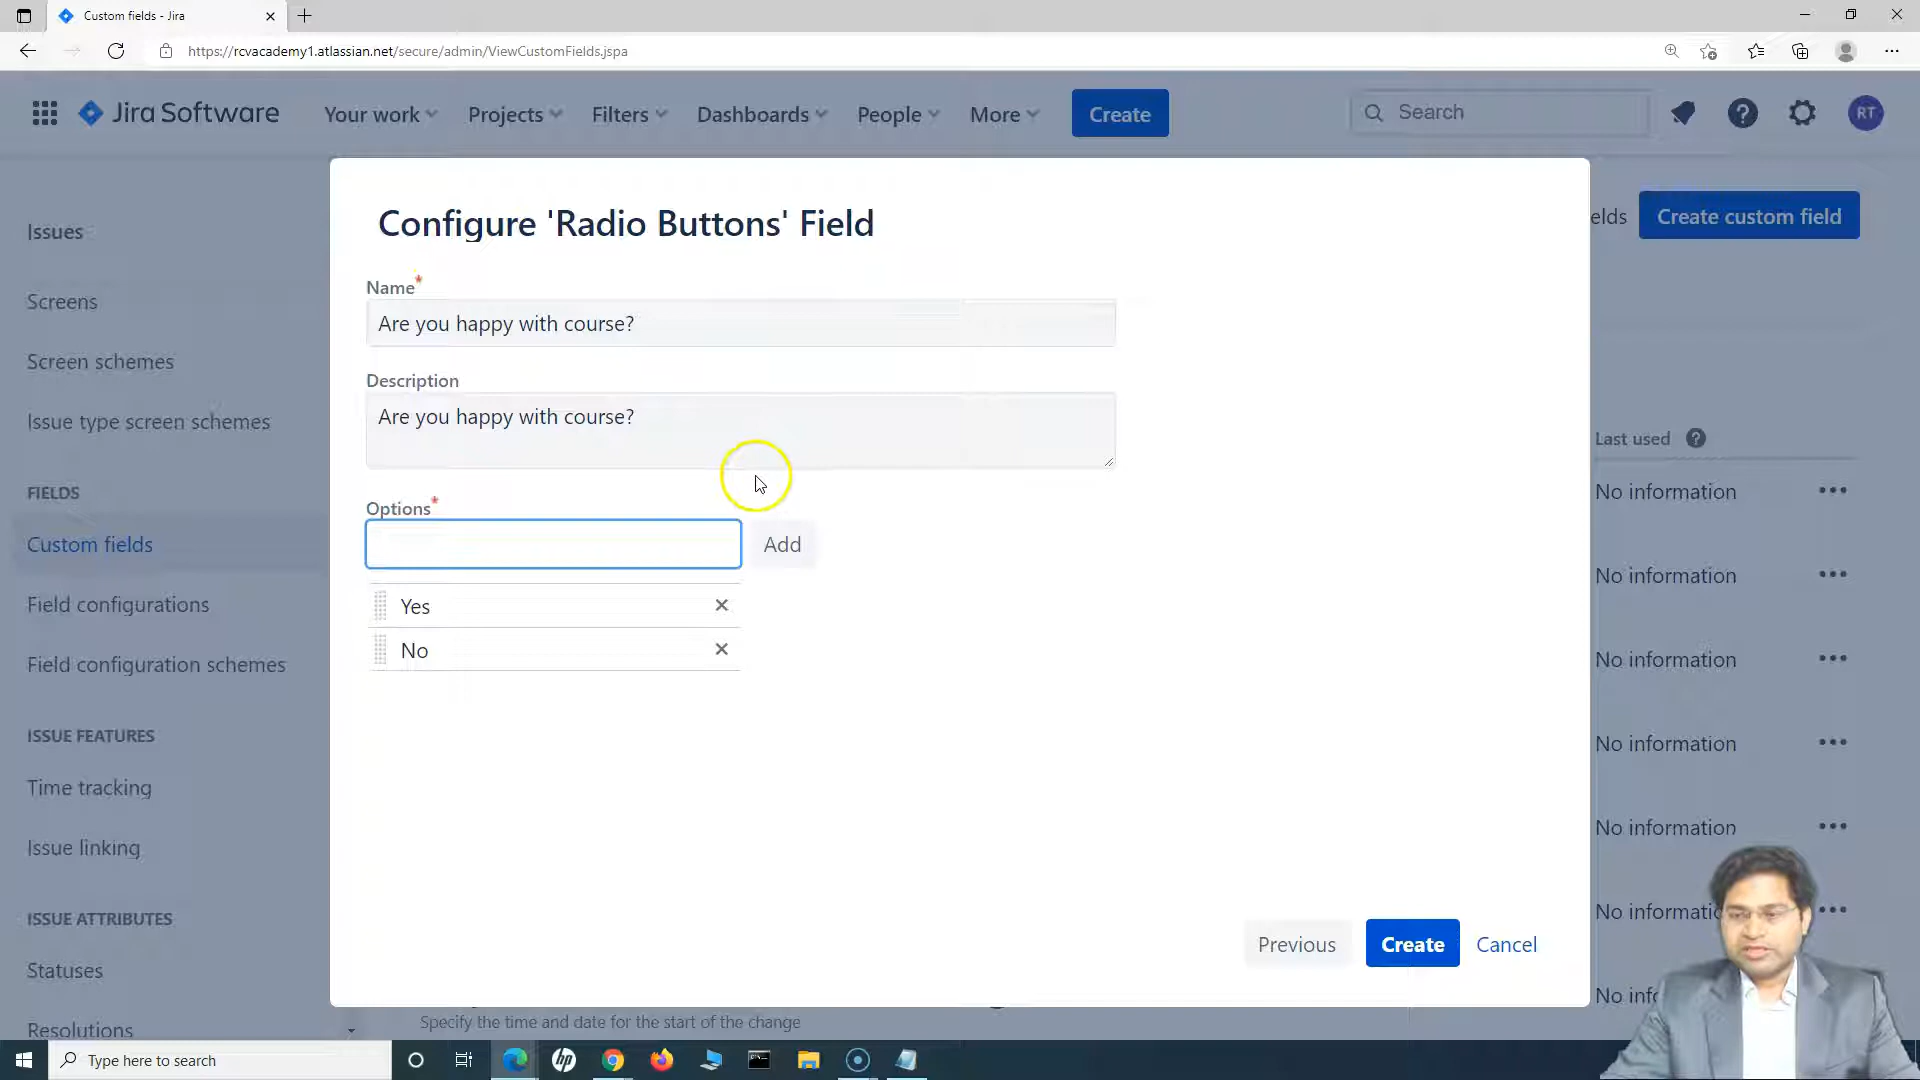 Custom fields - Jira
https://rcvacademy1.atlassian.net/secure/admin/ViewCustomFields.jspa
Jira Software
Your work
Projects
Filters
Dashboards
People
More
Create
Search
RT
Issues
Screens
Screen schemes
Issue type screen schemes
FIELDS
Custom fields
Field configurations
Field configuration schemes
ISSUE FEATURES
Time tracking
Issue linking
ISSUE ATTRIBUTES
Statuses
Resolutions
Configure 'Radio Buttons' Field
Name*
Are you happy with course?
Description
Are you happy with course?
Options*
Add
Yes
No
Previous
Create
Cancel
Create custom field
Last used
No information
No information
No information
No information
No information
Specify the time and date for the start of the change
Type here to search
hp